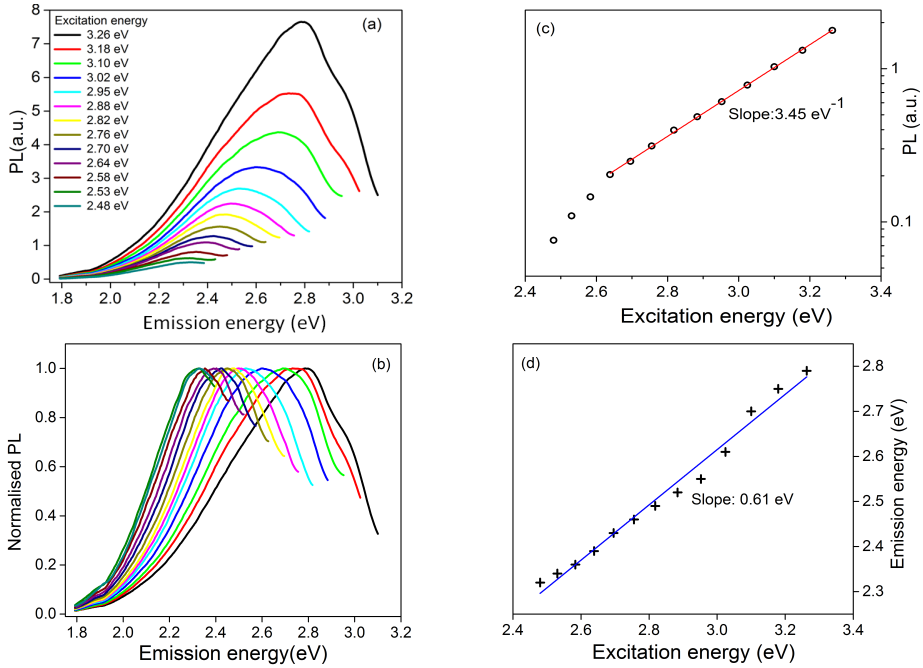 (a)
Excitation energy
3.26 eV
3.18 eV
3.10 eV
3.02 eV
2.95 eV
2.88 eV
2.82 eV
2.76 eV
2.70 eV
2.64 eV
2.58 eV
2.53 eV
2.48 eV
8
7
6
5
4
3
2
1
0
PL(a.u.)
1.8 2.0 2.2 2.4 2.6 2.8 3.0 3.2
Emission energy (eV)
(c)
Slope:3.45 eV⁻¹
1
0.1
PL (a.u.)
2.4 2.6 2.8 3.0 3.2 3.4
Excitation energy (eV)
(b)
1.0
0.8
0.6
0.4
0.2
0.0
Normalised PL
1.8 2.0 2.2 2.4 2.6 2.8 3.0 3.2
Emission energy(eV)
(d)
Slope: 0.61 eV
2.8
2.7
2.6
2.5
2.4
2.3
Emission energy (eV)
2.4 2.6 2.8 3.0 3.2 3.4
Excitation energy (eV)